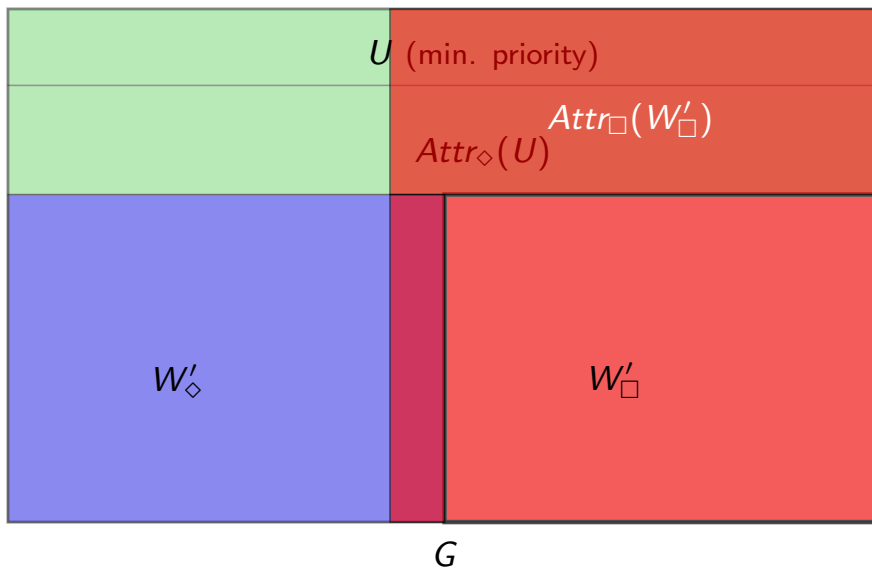 U (min. priority)
Attr□(W′□)
Attr◇(U)
W′◇
W′□
G